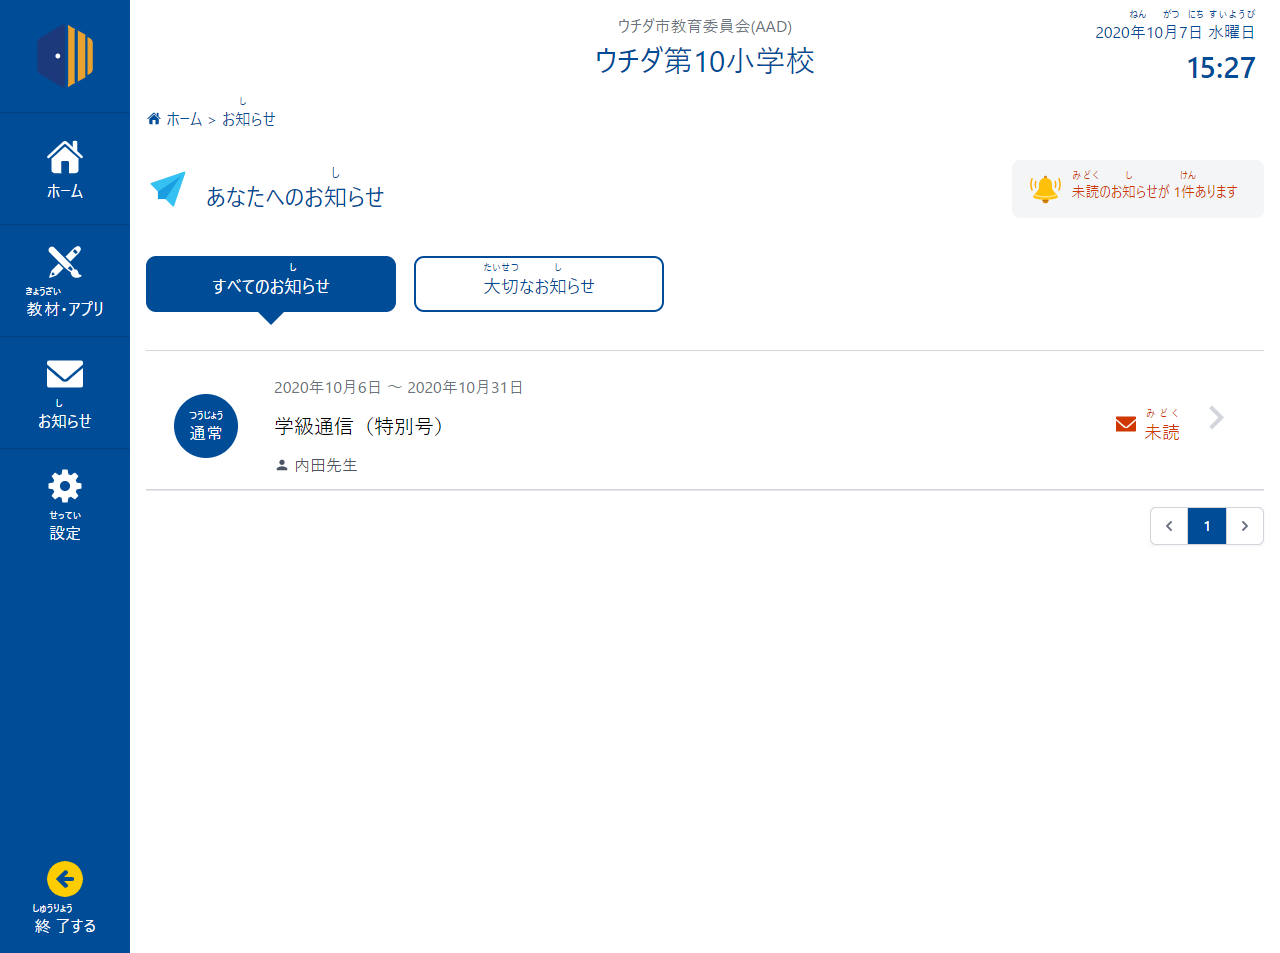 ウチダ市教育委員会(AAD)
ウチダ第10小学校
ねん がつ にち すいようび
2020年10月7日 水曜日
15:27
し
ホーム > お知らせ
ホーム
きょうざい
教材・アプリ
し
お知らせ
せってい
設定
しゅうりょう
終了する
し
あなたへのお知らせ
みどく し けん
未読のお知らせが 1件あります
し
すべてのお知らせ
たいせつ し
大切なお知らせ
2020年10月6日 ～ 2020年10月31日
つうじょう
通常
学級通信（特別号）
内田先生
みどく
未読
1